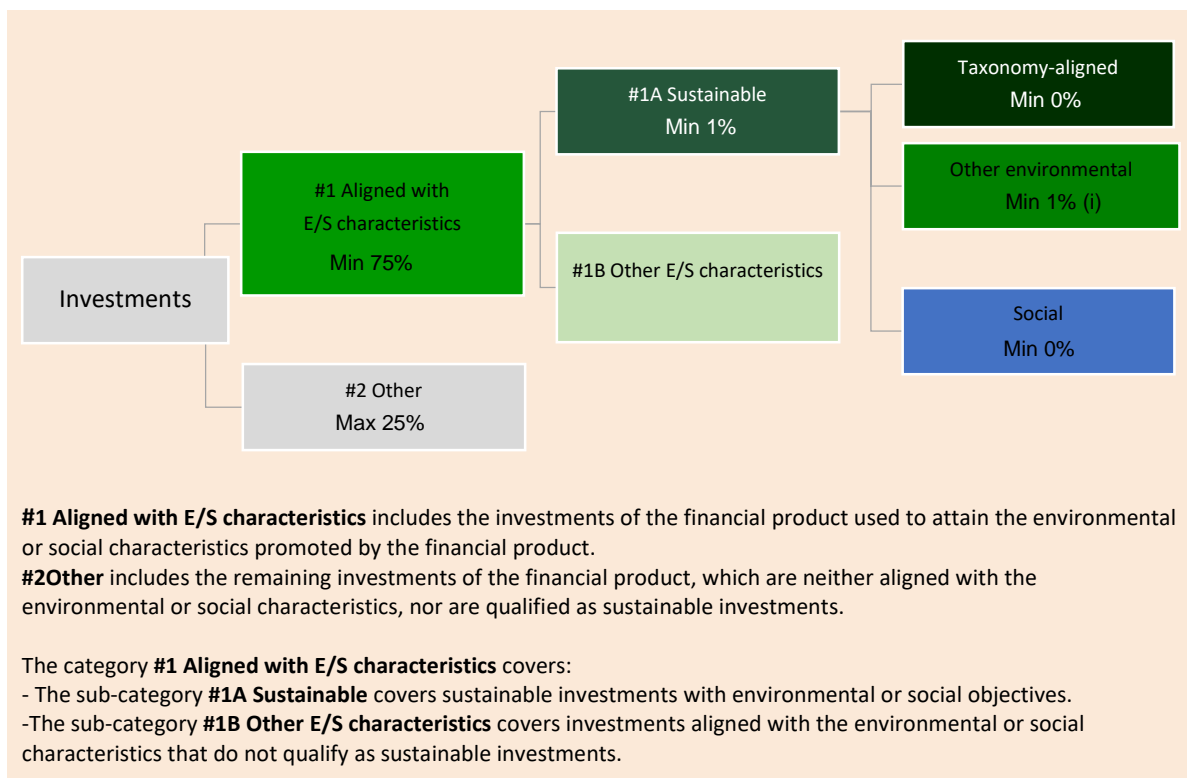 Investments
#1 Aligned with
E/S characteristics
Min 75%
#2 Other
Max 25%
#1A Sustainable
Min 1%
#1B Other E/S characteristics
Taxonomy-aligned
Min 0%
Other environmental
Min 1% (i)
Social
Min 0%
#1 Aligned with E/S characteristics includes the investments of the financial product used to attain the environmental
or social characteristics promoted by the financial product.
#2Other includes the remaining investments of the financial product, which are neither aligned with the
environmental or social characteristics, nor are qualified as sustainable investments.
The category #1 Aligned with E/S characteristics covers:
- The sub-category #1A Sustainable covers sustainable investments with environmental or social objectives.
-The sub-category #1B Other E/S characteristics covers investments aligned with the environmental or social
characteristics that do not qualify as sustainable investments.